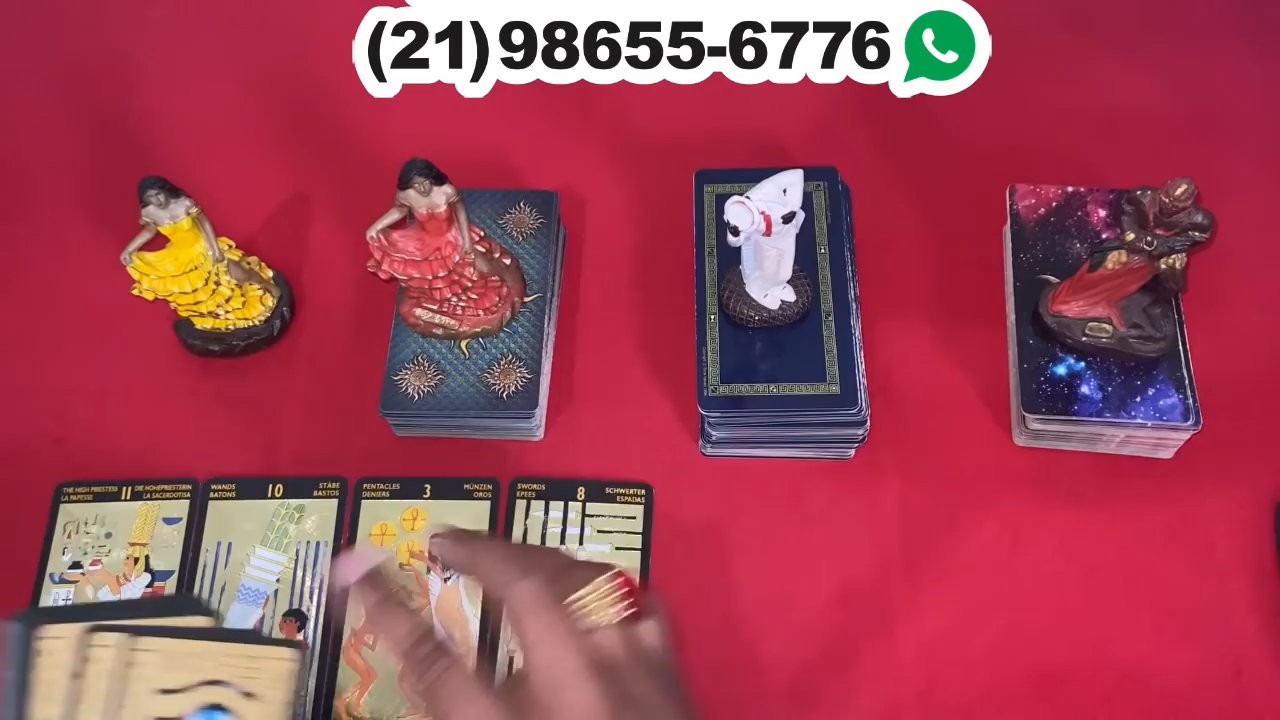 (21)98655-6776
THE HIGH PRIESTESS II DIE HOHEPRIESTERIN
LA PAPESSE LA SACERDOTISA
WANDS 10 STÄBE
BATONS BASTOS
PENTACLES 3 MÜNZEN
DENIERS OROS
SWORDS 8 SCHWERTER
EPEES ESPADAS